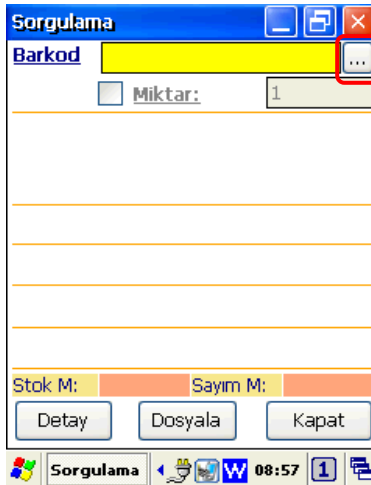 Sorgulama
Barkod ...
Miktar: 1
Stok M: Sayım M:
Detay Dosyala Kapat
Sorgulama W 08:57 1